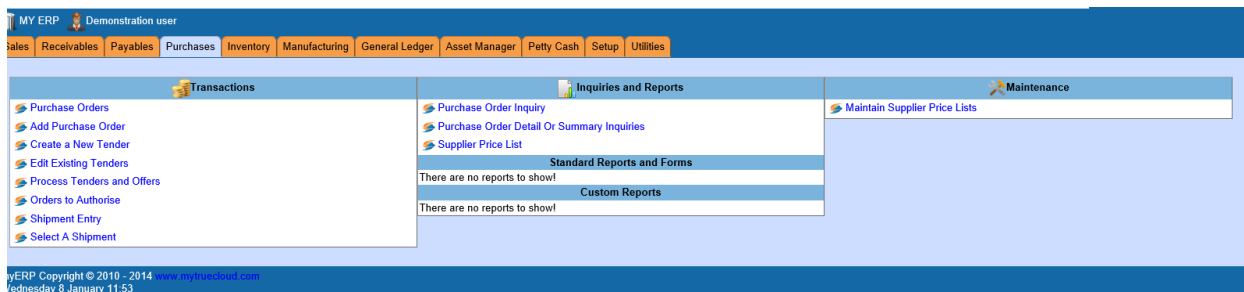 MY ERP Demonstration user
Sales Receivables Payables Purchases Inventory Manufacturing General Ledger Asset Manager Petty Cash Setup Utilities
Transactions
Purchase Orders
Add Purchase Order
Create a New Tender
Edit Existing Tenders
Process Tenders and Offers
Orders to Authorise
Shipment Entry
Select A Shipment
Inquiries and Reports
Purchase Order Inquiry
Purchase Order Detail Or Summary Inquiries
Supplier Price List
Standard Reports and Forms
There are no reports to show!
Custom Reports
There are no reports to show!
Maintenance
Maintain Supplier Price Lists
myERP Copyright © 2010 - 2014 www.mytruecloud.com
Wednesday 8 January 11:53